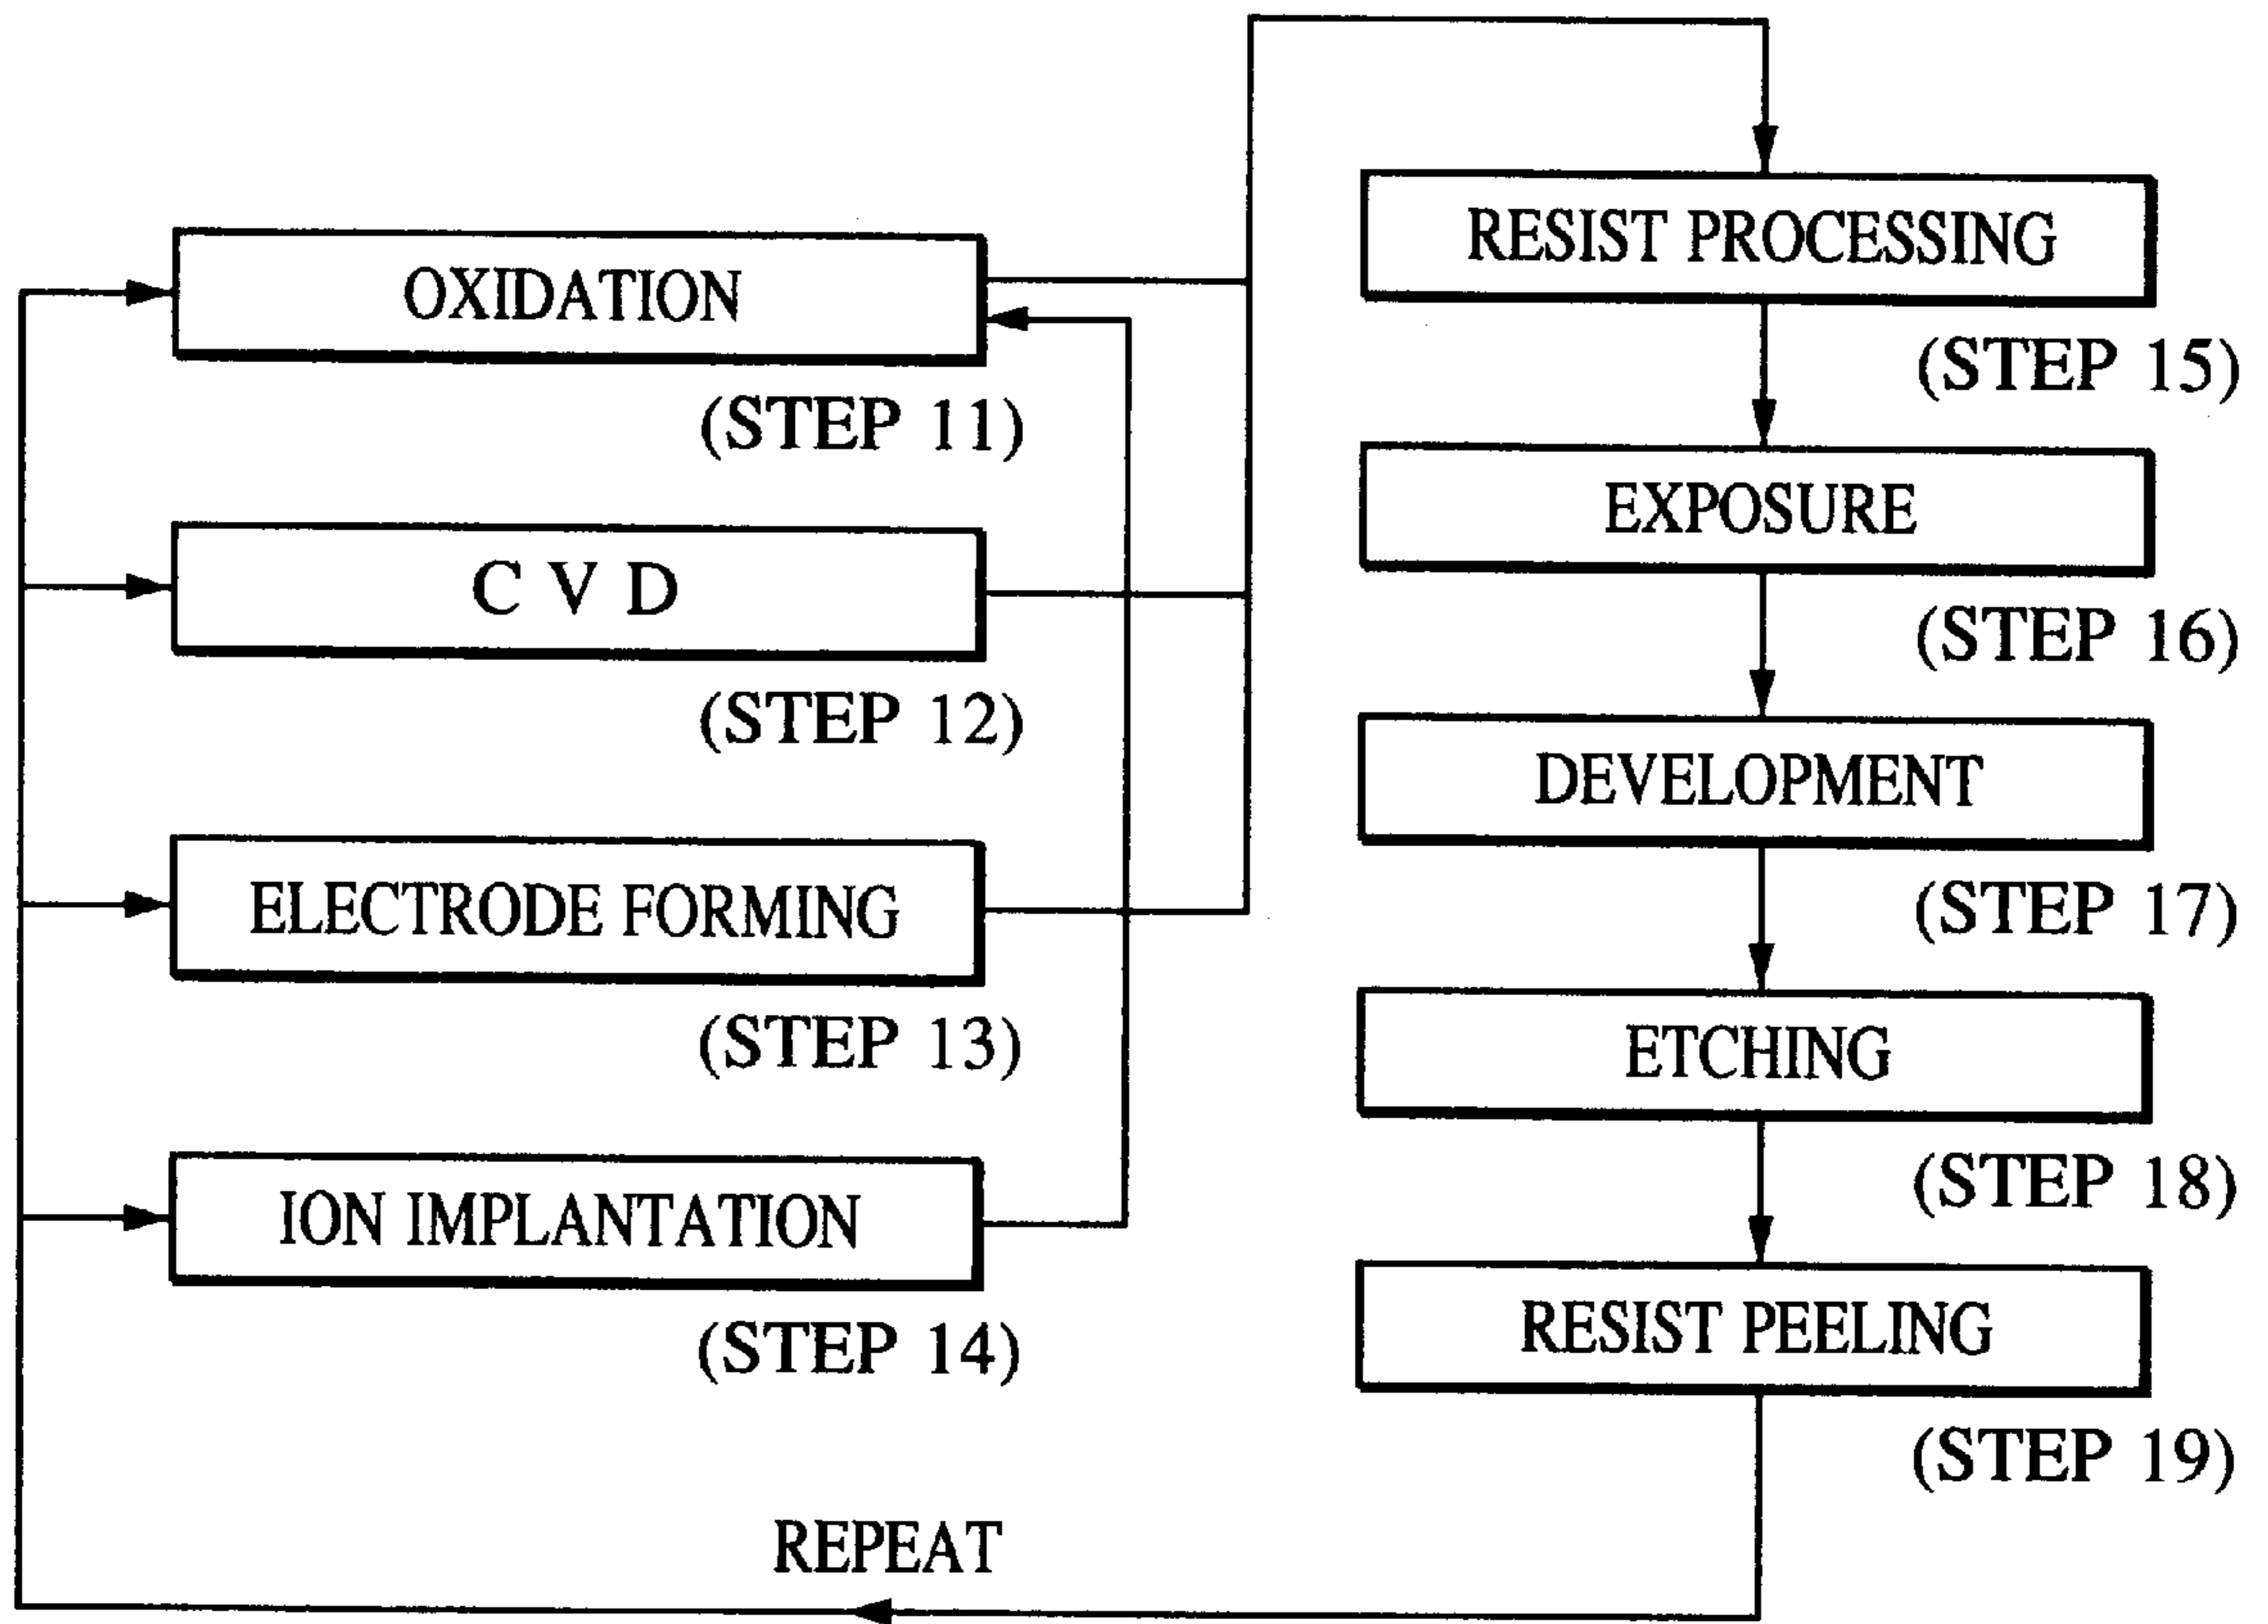 OXIDATION
(STEP 11)
C V D
(STEP 12)
ELECTRODE FORMING
(STEP 13)
ION IMPLANTATION
(STEP 14)
RESIST PROCESSING
(STEP 15)
EXPOSURE
(STEP 16)
DEVELOPMENT
(STEP 17)
ETCHING
(STEP 18)
RESIST PEELING
(STEP 19)
REPEAT